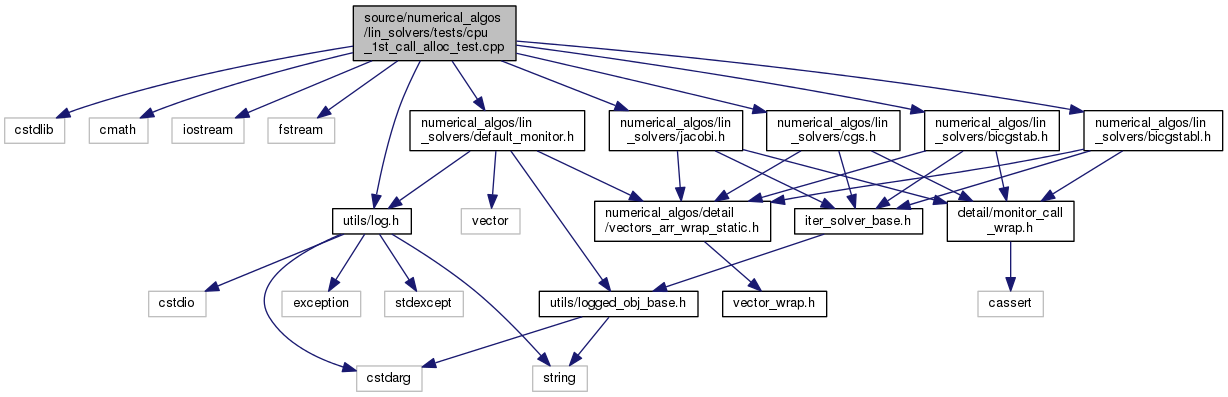 source/numerical_algos
/lin_solvers/tests/cpu
_1st_call_alloc_test.cpp
cstdlib
cmath
iostream
fstream
numerical_algos/lin
_solvers/default_monitor.h
numerical_algos/lin
_solvers/jacobi.h
numerical_algos/lin
_solvers/cgs.h
numerical_algos/lin
_solvers/bicgstab.h
numerical_algos/lin
_solvers/bicgstabl.h
utils/log.h
vector
numerical_algos/detail
/vectors_arr_wrap_static.h
iter_solver_base.h
detail/monitor_call
_wrap.h
cstdio
exception
stdexcept
utils/logged_obj_base.h
vector_wrap.h
cassert
cstdarg
string